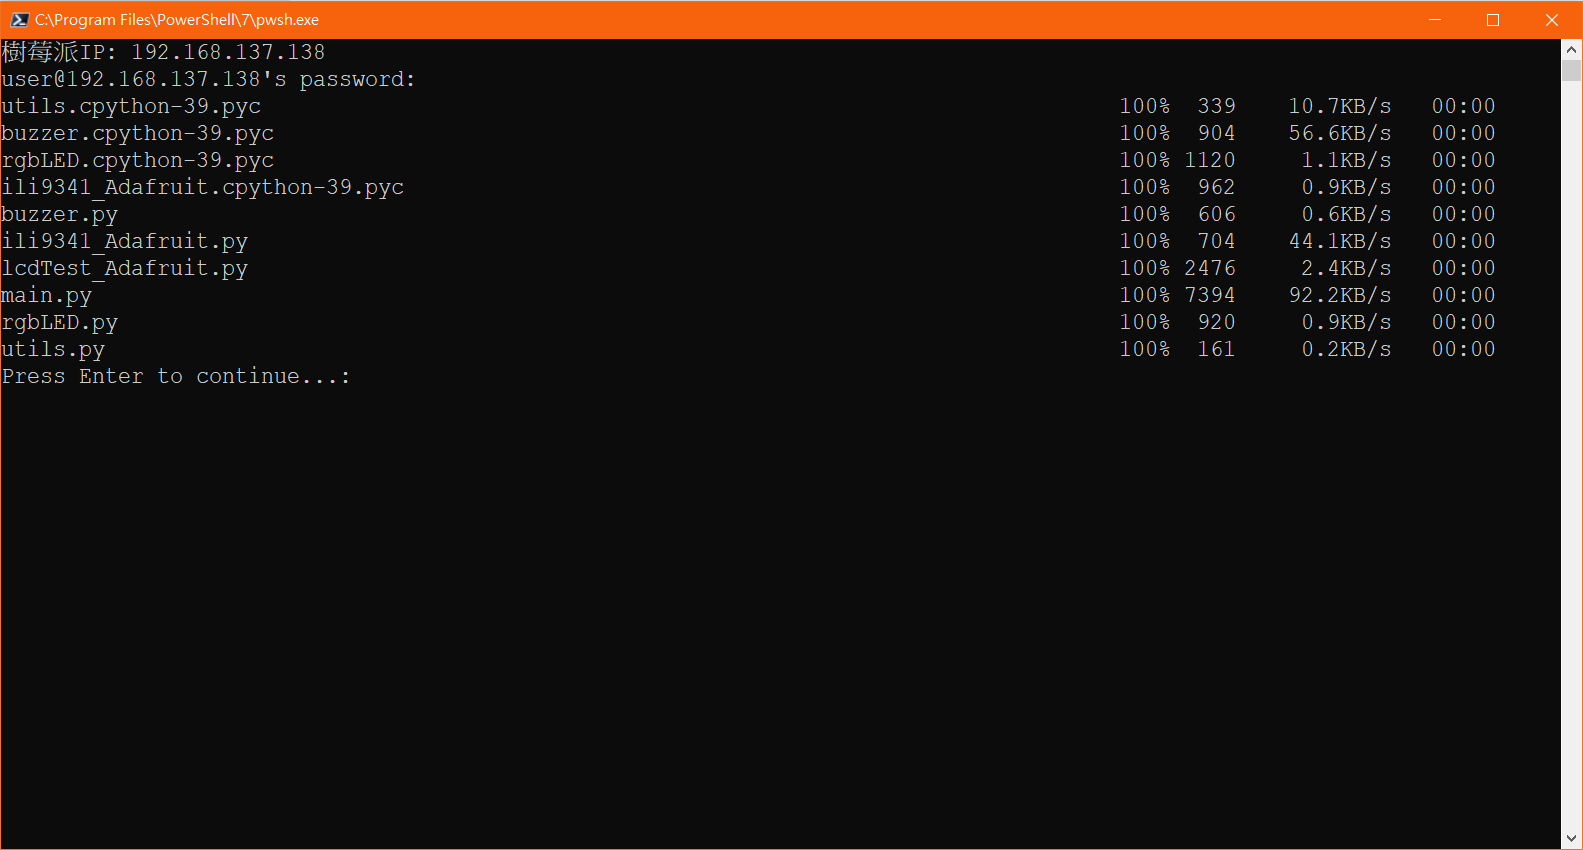 C:\Program Files\PowerShell\7\pwsh.exe
樹莓派IP: 192.168.137.138
user@192.168.137.138's password:
utils.cpython-39.pyc 100% 339 10.7KB/s 00:00
buzzer.cpython-39.pyc 100% 904 56.6KB/s 00:00
rgbLED.cpython-39.pyc 100% 1120 1.1KB/s 00:00
ili9341_Adafruit.cpython-39.pyc 100% 962 0.9KB/s 00:00
buzzer.py 100% 606 0.6KB/s 00:00
ili9341_Adafruit.py 100% 704 44.1KB/s 00:00
lcdTest_Adafruit.py 100% 2476 2.4KB/s 00:00
main.py 100% 7394 92.2KB/s 00:00
rgbLED.py 100% 920 0.9KB/s 00:00
utils.py 100% 161 0.2KB/s 00:00
Press Enter to continue...: